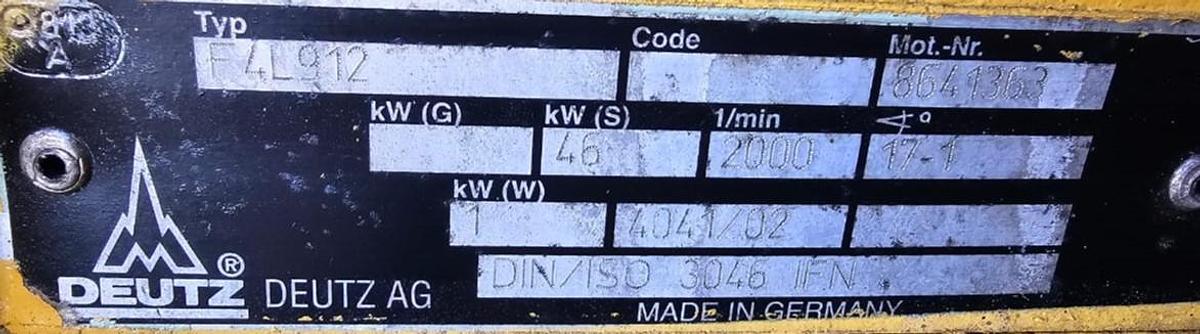 Typ Code Mot.-Nr.
F4L912 8641363
kW (G) kW (S) 1/min ∢°
46 2000 17-1
kW (W)
1 4041/02
DIN/ISO 3046 IFN
DEUTZ® DEUTZ AG
MADE IN GERMANY